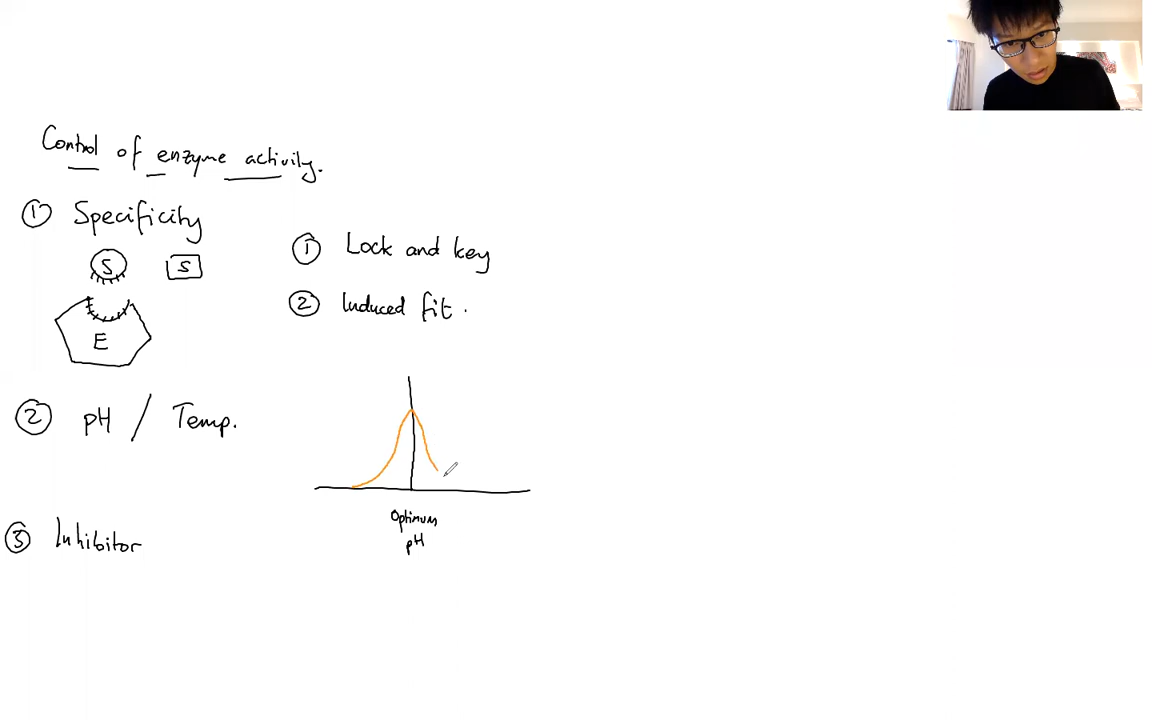 Control of enzyme activity.
① Specificity
S S
E
① Lock and key
② Induced fit.
② pH / Temp.
Optimum
pH
③ Inhibitor